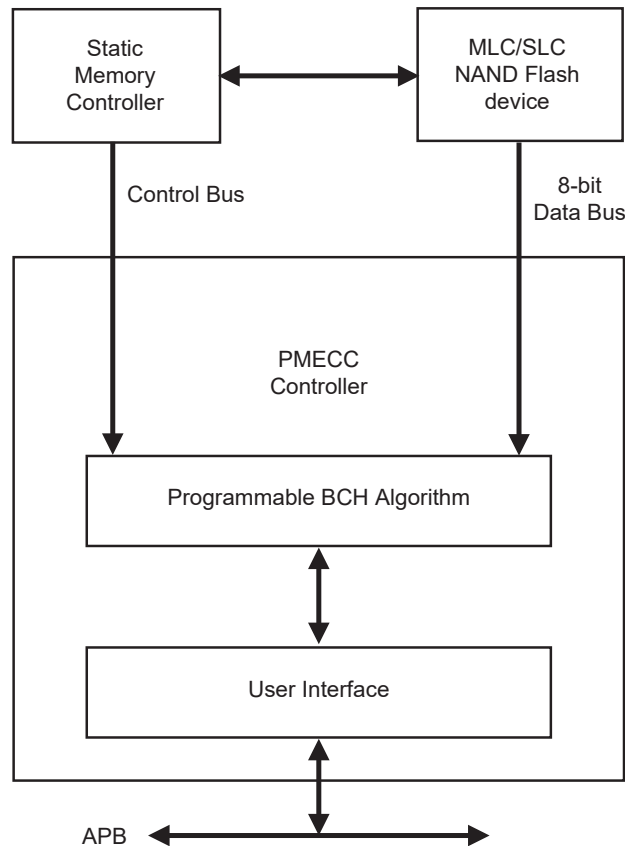 Static
Memory
Controller
MLC/SLC
NAND Flash
device
Control Bus
8-bit
Data Bus
PMECC
Controller
Programmable BCH Algorithm
User Interface
APB